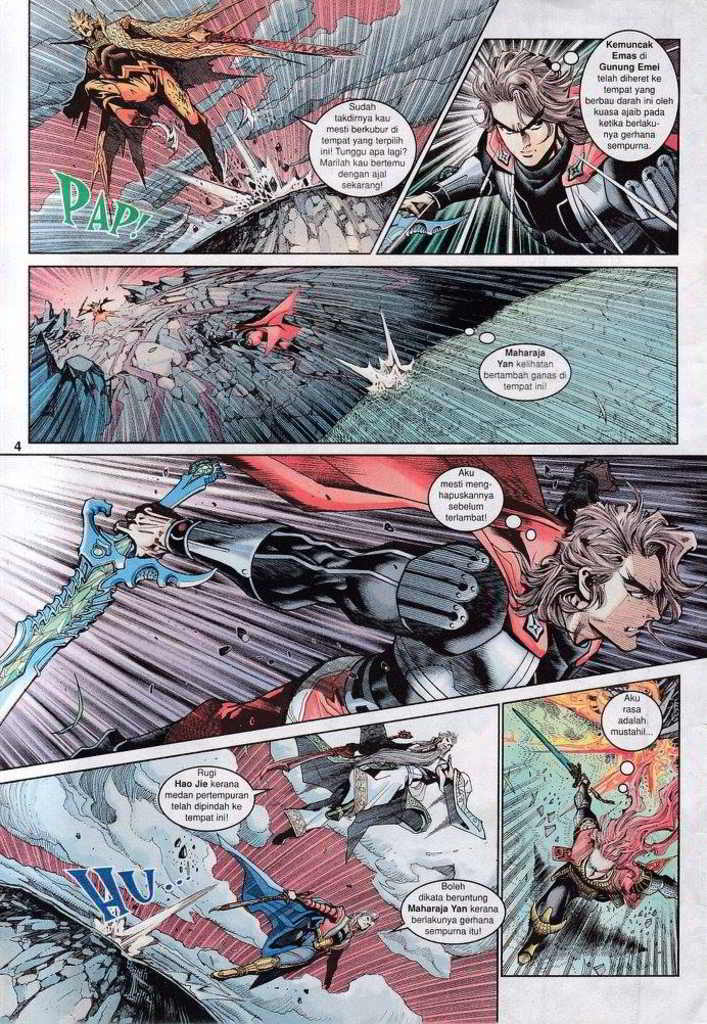 Sudah
takdirnya kau
mesti berkubur di
tempat yang terpilih
ini! Tunggu apa lagi?
Marilah kau bertemu
dengan ajal
sekarang!
PAP!
Kemuncak
Emas di
Gunung Emei
telah diheret ke
tempat yang
berbau darah ini oleh
kuasa ajaib pada
ketika berlaku-
nya gerhana
sempurna.
Maharaja
Yan kelihatan
bertambah ganas di
tempat ini!
4
Aku
mesti meng-
hapuskannya
sebelum
terlambat!
Rugi
Hao Jie kerana
medan pertempuran
telah dipindah ke
tempat ini!
HU...
Boleh
dikata beruntung
Maharaja Yan kerana
berlakunya gerhana
sempurna itu!
Aku
rasa
adalah
mustahil...